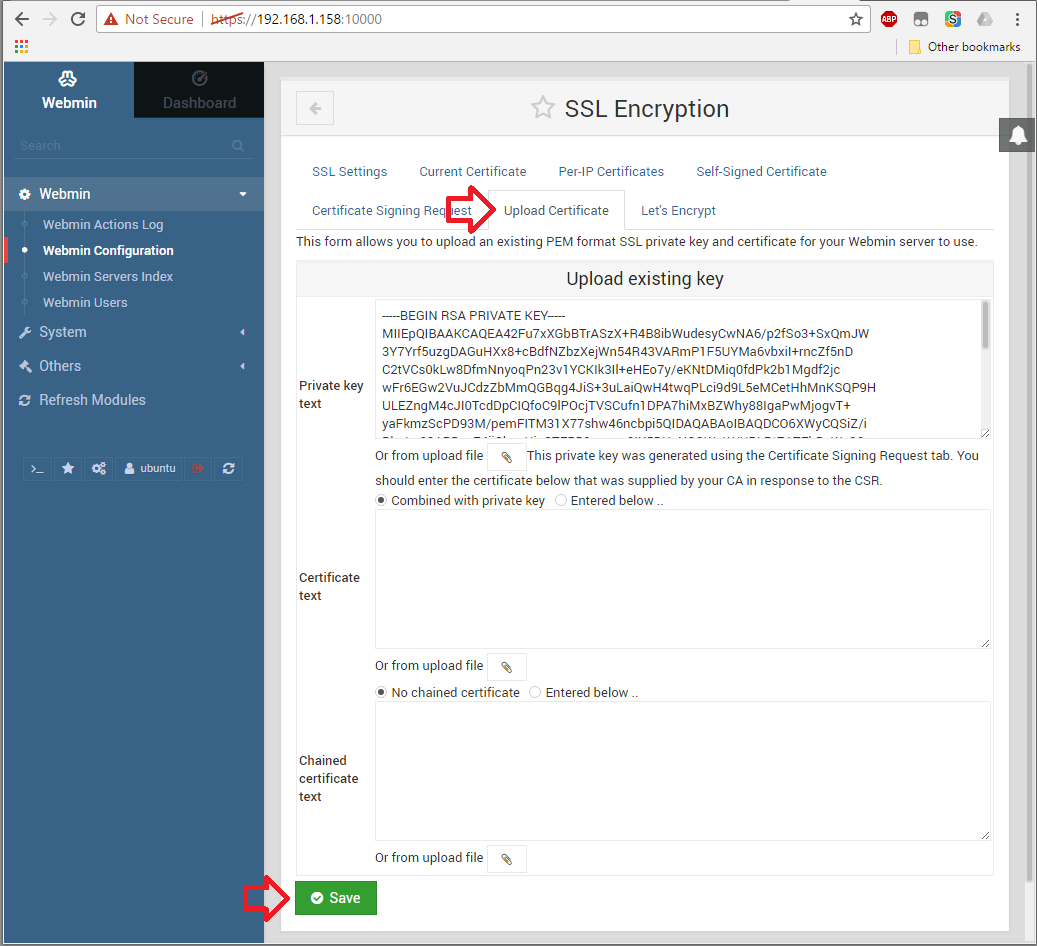 Not Secure https://192.168.1.158:10000
ABP
Other bookmarks
Webmin
Dashboard
Search
Webmin
Webmin Actions Log
Webmin Configuration
Webmin Servers Index
Webmin Users
System
Others
Refresh Modules
ubuntu
SSL Encryption
SSL Settings Current Certificate Per-IP Certificates Self-Signed Certificate
Certificate Signing Request Upload Certificate Let's Encrypt
This form allows you to upload an existing PEM format SSL private key and certificate for your Webmin server to use.
Upload existing key
Private key
text
-----BEGIN RSA PRIVATE KEY-----
MIIEpQIBAAKCAQEA42Fu7xXGbBTrASzX+R4B8ibWudesyCwNA6/p2fSo3+SxQmJW
3Y7Yrf5uzgDAGuHXx8+cBdfNZbzXejWn54R43VARmP1F5UYMa6vbxiI+rncZf5nD
C2tVCs0kLw8DfmNnyoqPn23v1YCKIk3Il+eHEo7y/eKNtDMiq0fdPk2b1Mgdf2jc
wFr6EGw2VuJCdzZbMmQGBqg4JiS+3uLaiQwH4twqPLci9d9L5eMCetHhMnKSQP9H
ULEZngM4cJI0TcdDpCIQfoC9lPOcjTVSCufn1DPA7hiMxBZWhy88IgaPwMjogvT+
yaFkmzScPD93M/pemFITM31X77shw46ncbpi5QIDAQABAoIBAQDCO6XWyCQSiZ/i
Or from upload file This private key was generated using the Certificate Signing Request tab. You
should enter the certificate below that was supplied by your CA in response to the CSR.
Combined with private key Entered below ..
Certificate
text
Or from upload file
No chained certificate Entered below ..
Chained
certificate
text
Or from upload file
Save